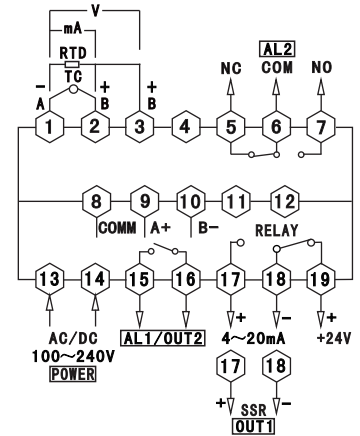 V
mA
RTD
TC
AL2
NC COM NO
- + +
A B B
1 2 3 4 5 6 7
8 9 10 11 12
COMM A+ B-
RELAY
13 14 15 16 17 18 19
+ - +
AC/DC
100～240V
POWER
AL1/OUT2
4～20mA
+24V
17 18
+ SSR -
OUT1